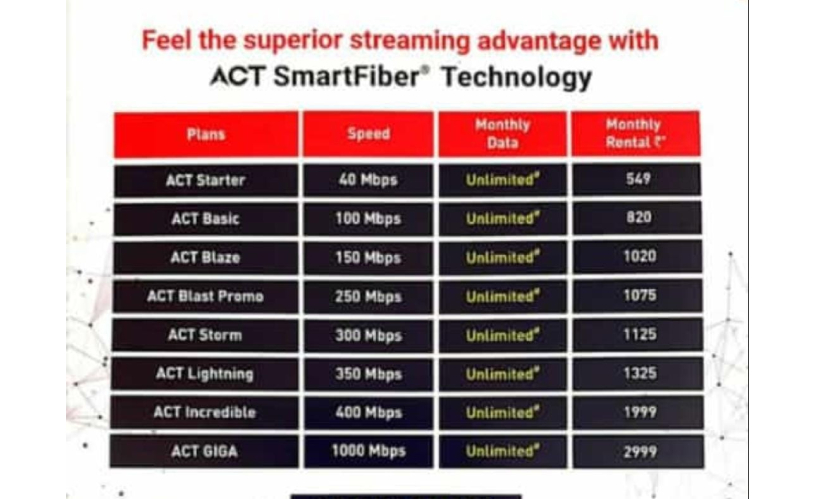 Feel the superior streaming advantage with
ACT SmartFiber® Technology
Plans Speed Monthly Data Monthly Rental ₹*
ACT Starter 40 Mbps Unlimited# 549
ACT Basic 100 Mbps Unlimited# 820
ACT Blaze 150 Mbps Unlimited# 1020
ACT Blast Promo 250 Mbps Unlimited# 1075
ACT Storm 300 Mbps Unlimited# 1125
ACT Lightning 350 Mbps Unlimited# 1325
ACT Incredible 400 Mbps Unlimited# 1999
ACT GIGA 1000 Mbps Unlimited# 2999